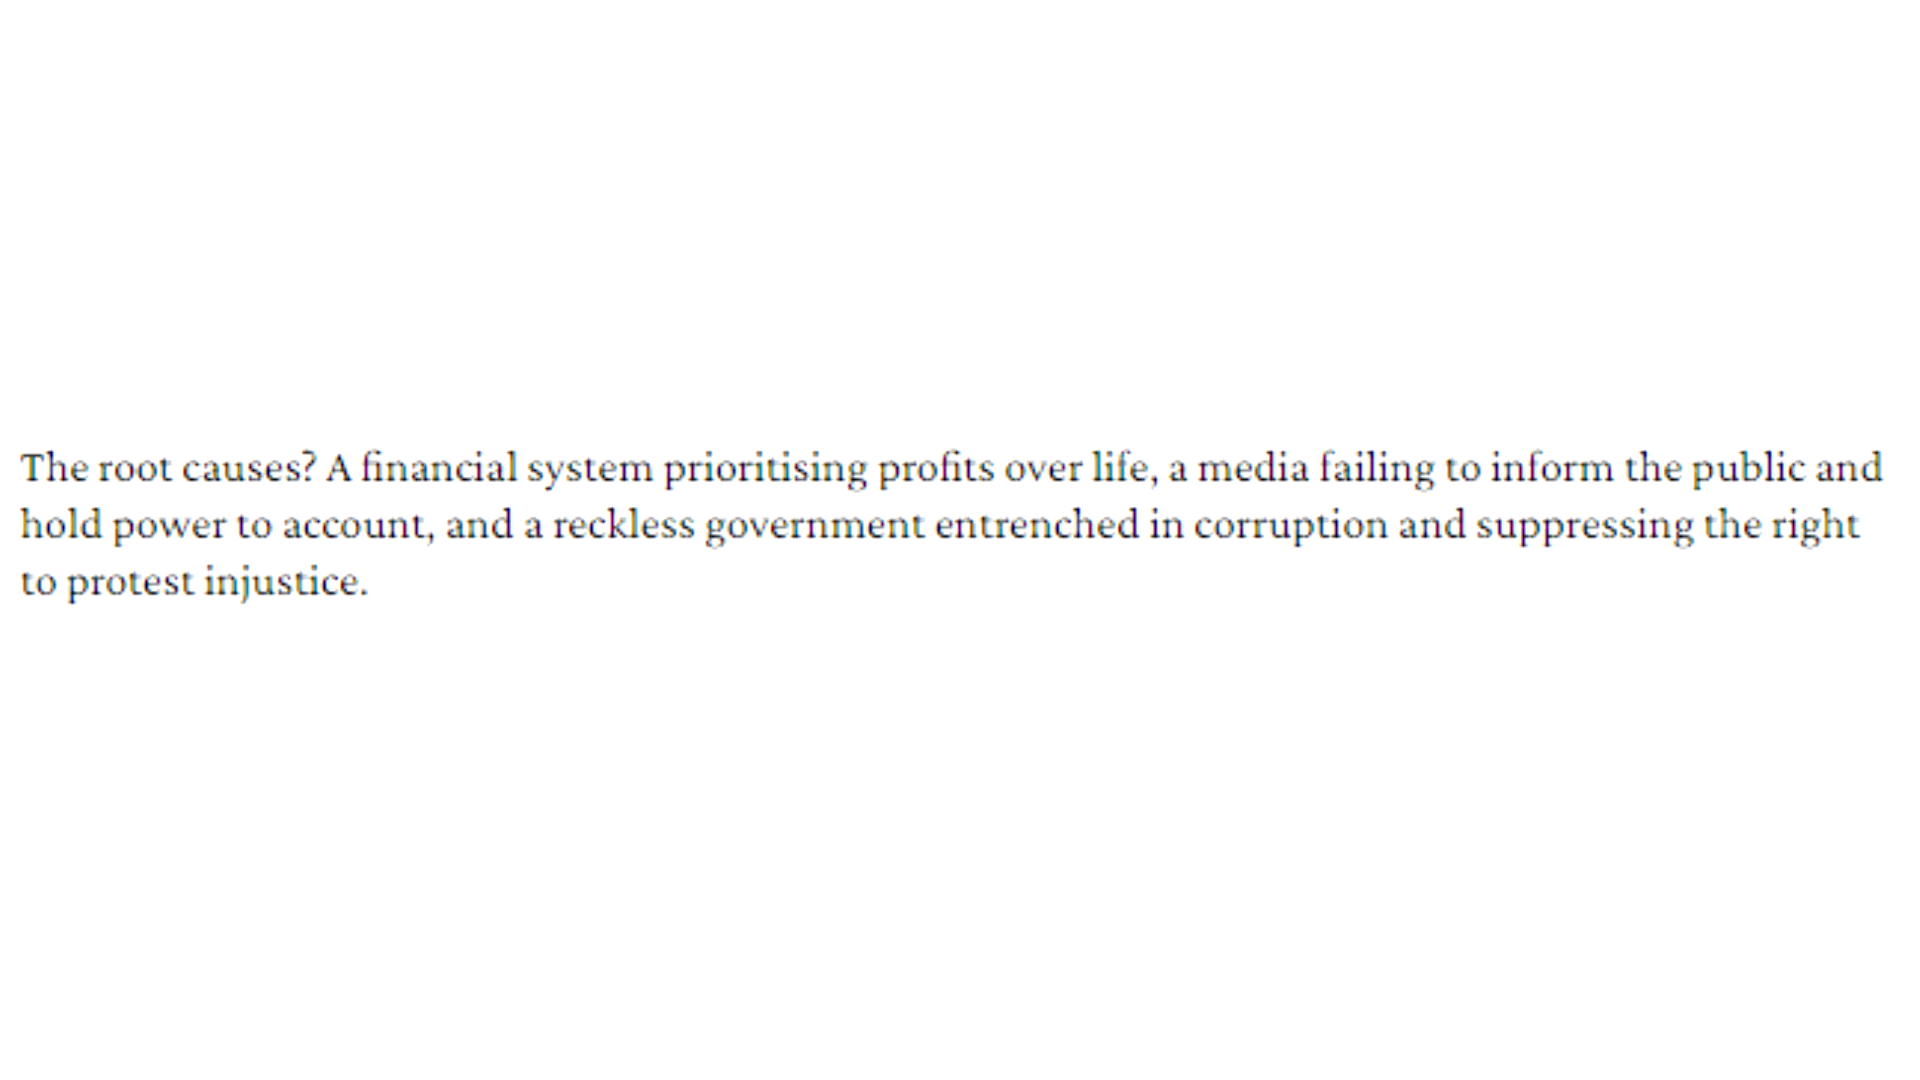 The root causes? A financial system prioritising profits over life, a media failing to inform the public and
hold power to account, and a reckless government entrenched in corruption and suppressing the right
to protest injustice.